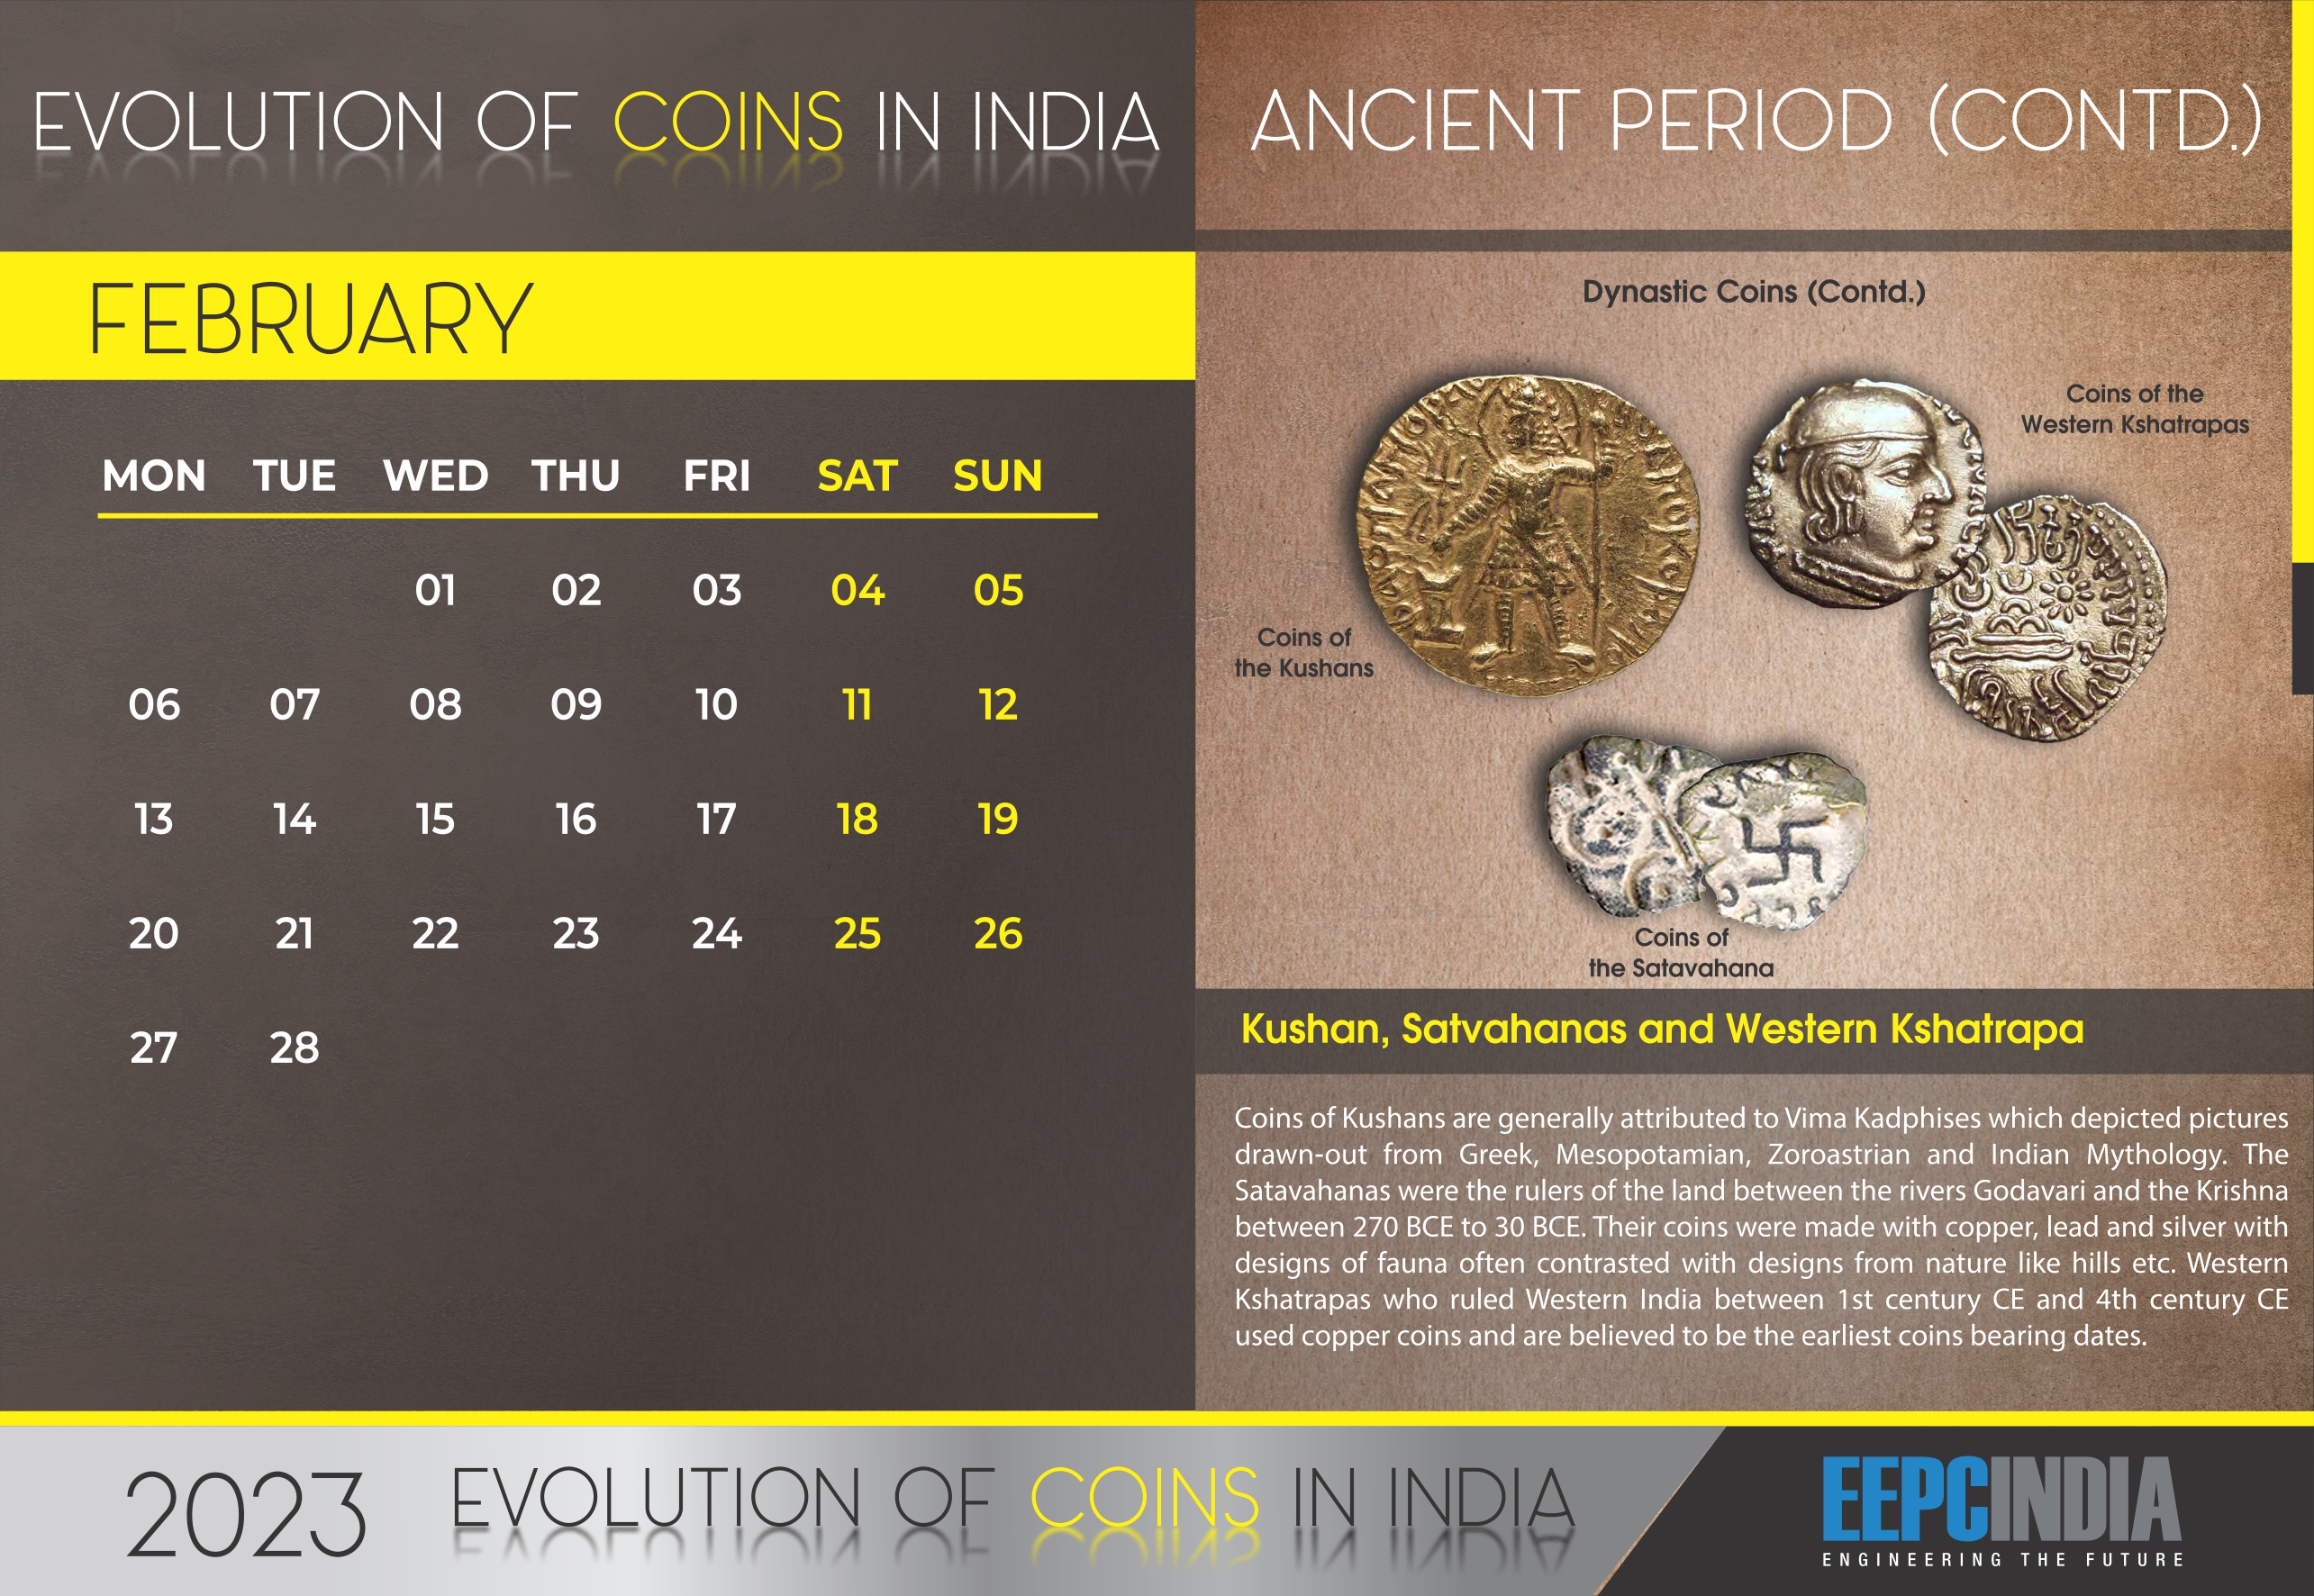 EVOLUTION OF COINS IN INDIA
FEBRUARY
MON TUE WED THU FRI SAT SUN
01 02 03 04 05
06 07 08 09 10 11 12
13 14 15 16 17 18 19
20 21 22 23 24 25 26
27 28
ANCIENT PERIOD (CONTD.)
Dynastic Coins (Contd.)
Coins of the
Western Kshatrapas
Coins of
the Kushans
Coins of
the Satavahana
Kushan, Satvahanas and Western Kshatrapa
Coins of Kushans are generally attributed to Vima Kadphises which depicted pictures
drawn-out from Greek, Mesopotamian, Zoroastrian and Indian Mythology. The
Satavahanas were the rulers of the land between the rivers Godavari and the Krishna
between 270 BCE to 30 BCE. Their coins were made with copper, lead and silver with
designs of fauna often contrasted with designs from nature like hills etc. Western
Kshatrapas who ruled Western India between 1st century CE and 4th century CE
used copper coins and are believed to be the earliest coins bearing dates.
2023 EVOLUTION OF COINS IN INDIA
EEPCINDIA
ENGINEERING THE FUTURE